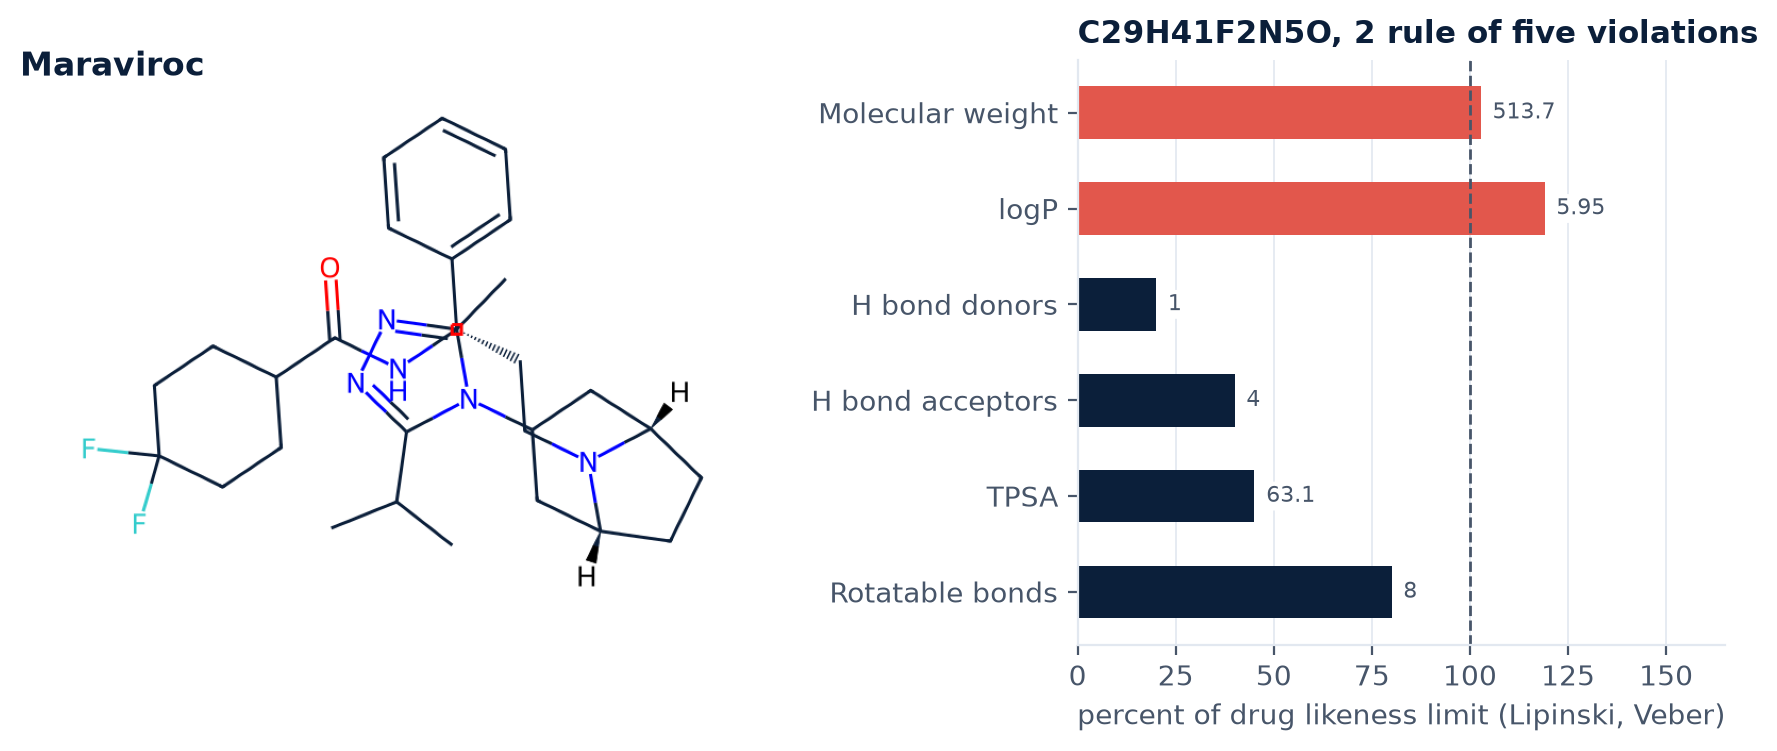 Maraviroc
O
N
N
N
H
N
N
H
H
F
F
C29H41F2N5O, 2 rule of five violations
Molecular weight 513.7
logP 5.95
H bond donors 1
H bond acceptors 4
TPSA 63.1
Rotatable bonds 8
0 25 50 75 100 125 150
percent of drug likeness limit (Lipinski, Veber)